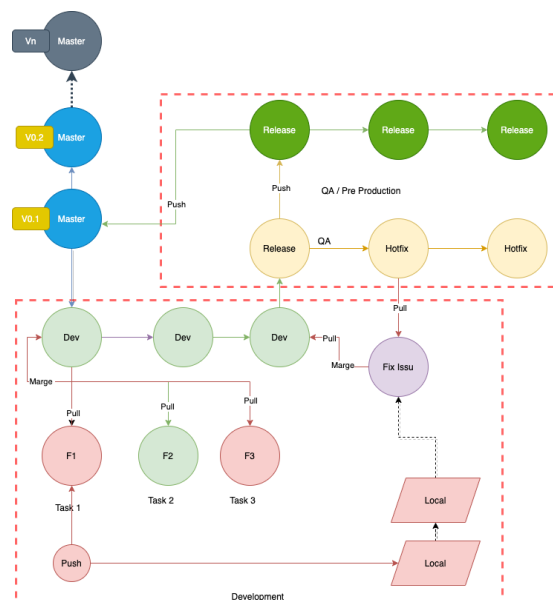 Vn
Master
V0.2
Master
Release
Release
Release
V0.1
Master
Push
Push
QA / Pre Production
Release
QA
Hotfix
Hotfix
Dev
Dev
Dev
Pull
Pull
Marge
Fix Issu
Marge
Pull
Pull
Pull
F1
F2
F3
Task 1
Task 2
Task 3
Local
Push
Local
Development